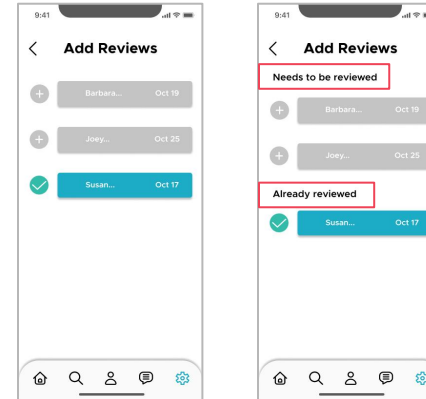 9:41
Add Reviews
Barbara... Oct 19
Joey... Oct 25
Susan... Oct 17
9:41
Add Reviews
Needs to be reviewed
Barbara... Oct 19
Joey... Oct 25
Already reviewed
Susan... Oct 17